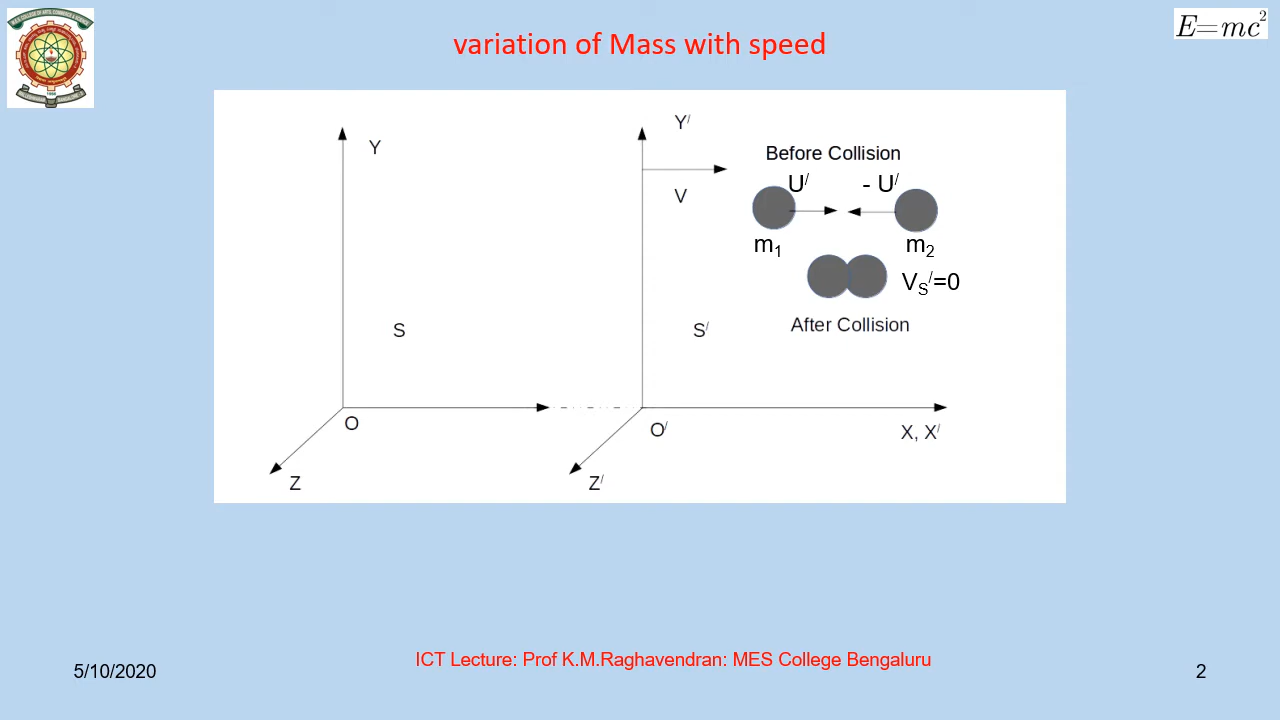 variation of Mass with speed
E=mc²
Y
Y/
V
Before Collision
U/ - U/
m1 m2
VS/=0
After Collision
S
S/
O
O/
X, X/
Z
Z/
5/10/2020
ICT Lecture: Prof K.M.Raghavendran: MES College Bengaluru
2